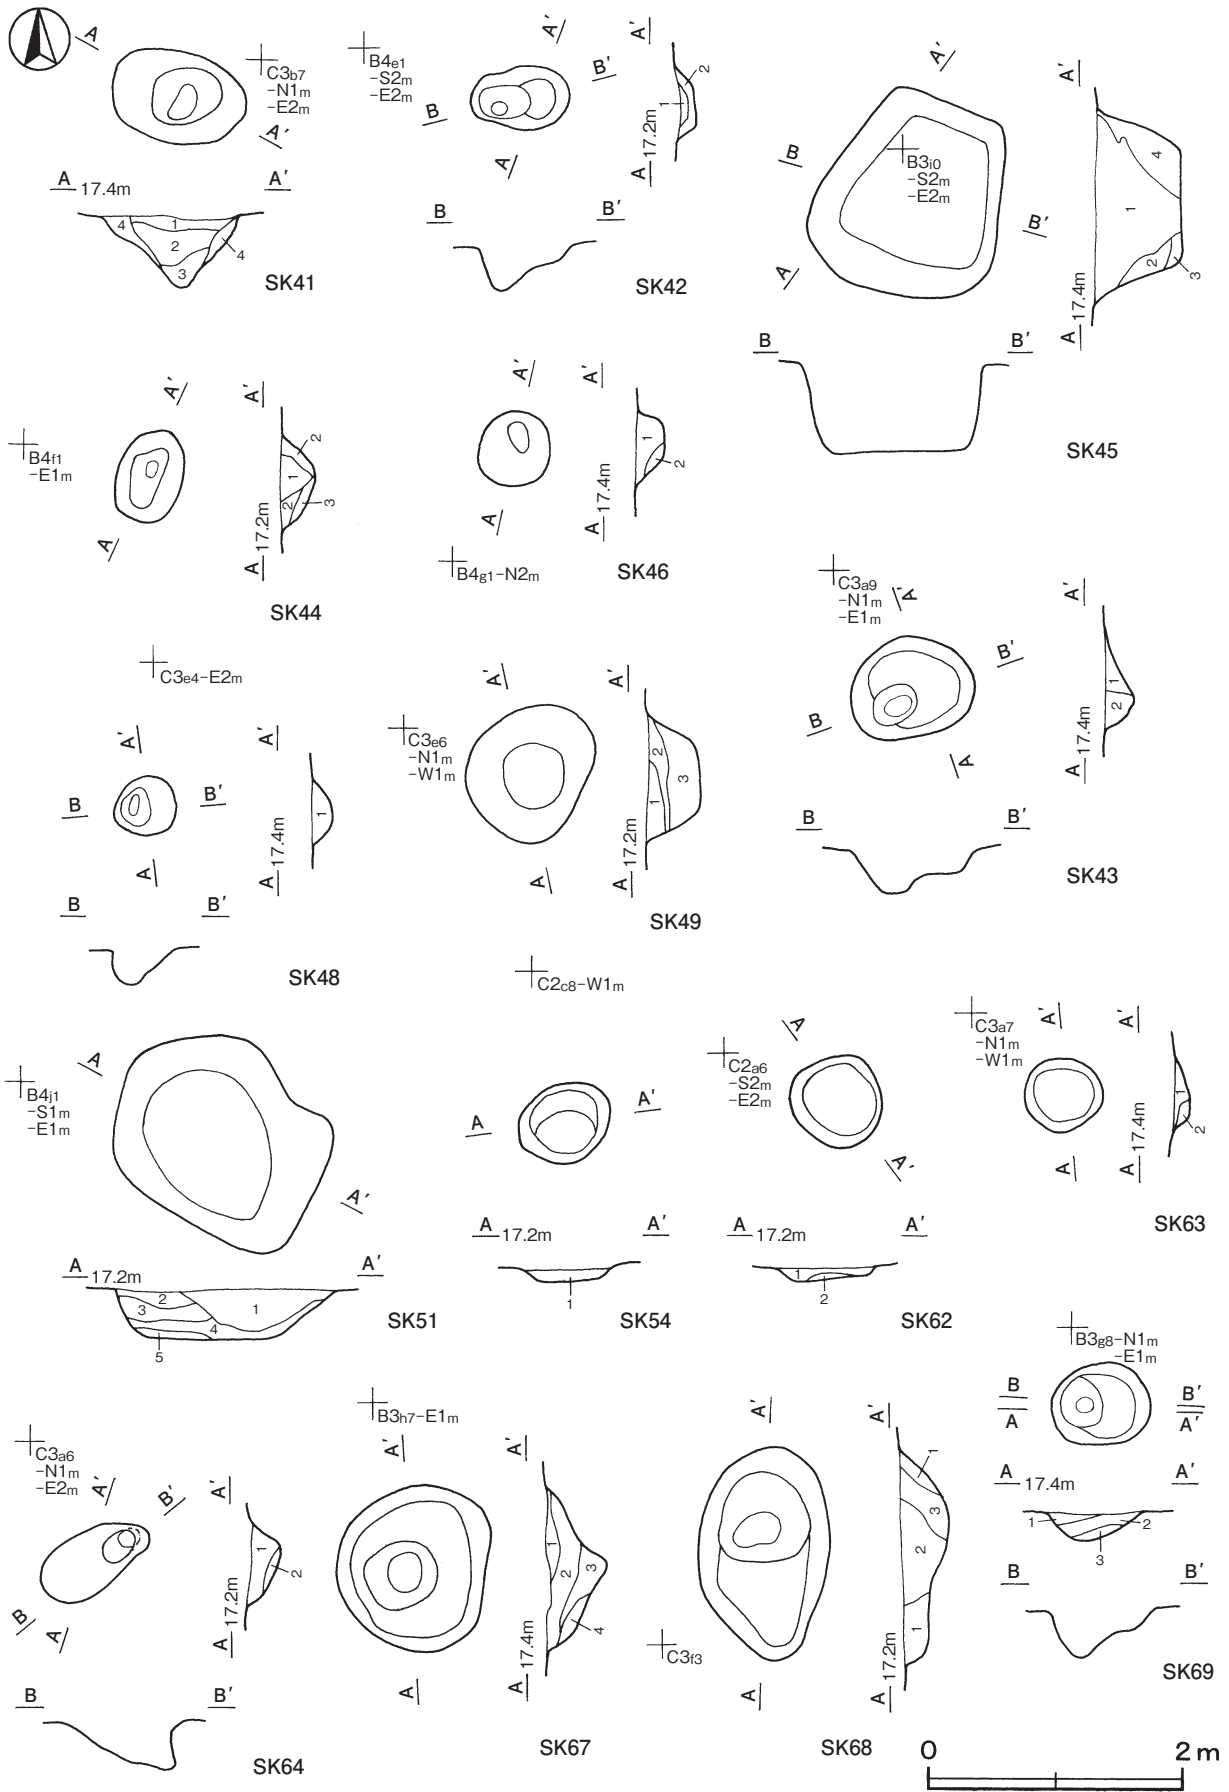 A
C3b7
-N1m
-E2m
A'
A 17.4m A'
1
2
3
4
4
SK41
B4e1
-S2m
-E2m
A'
B'
B
A
A'
2
1
A 17.2m
B B'
SK42
A'
B
B3i0
-S2m
-E2m
B'
A
A'
4
1
2
3
A 17.4m
B B'
SK45
B4f1
-E1m
A'
A
A'
2
1
2
3
A 17.2m
SK44
A'
A
B4g1-N2m
A'
1
2
A 17.4m
SK46
C3a9
-N1m
-E1m
A'
B'
B
A
A'
1
2
A 17.4m
B B'
SK43
C3e4-E2m
A'
B B'
A
A'
1
A 17.4m
B B'
SK48
C3e6
-N1m
-W1m
A'
A
A'
2
3
1
A 17.2m
SK49
B4j1
-S1m
-E1m
A
A'
A 17.2m A'
2
1
3
4
5
SK51
C2c8-W1m
A A'
A 17.2m A'
1
SK54
C2a6
-S2m
-E2m
A
A'
A 17.2m A'
1
2
SK62
C3a7
-N1m
-W1m
A'
A
A'
1
2
A 17.4m
SK63
C3a6
-N1m
-E2m
A'
B'
B
A
A'
1
2
A 17.2m
B B'
SK64
B3h7-E1m
A'
A
A'
1
2
3
4
A 17.4m
SK67
A'
C3f3
A
A'
1
3
2
1
A 17.2m
SK68
B3g8-N1m
-E1m
B B'
A A'
A 17.4m A'
1
2
3
B B'
SK69
0 2 m